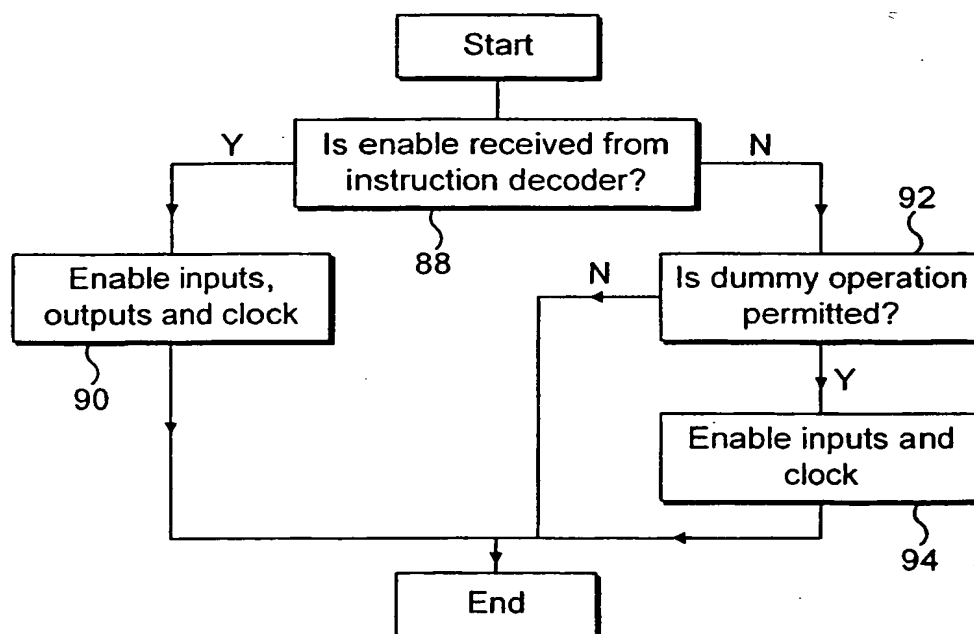 Start
Y
Is enable received from
instruction decoder?
N
88
92
Enable inputs,
outputs and clock
90
N
Is dummy operation
permitted?
Y
Enable inputs and
clock
94
End